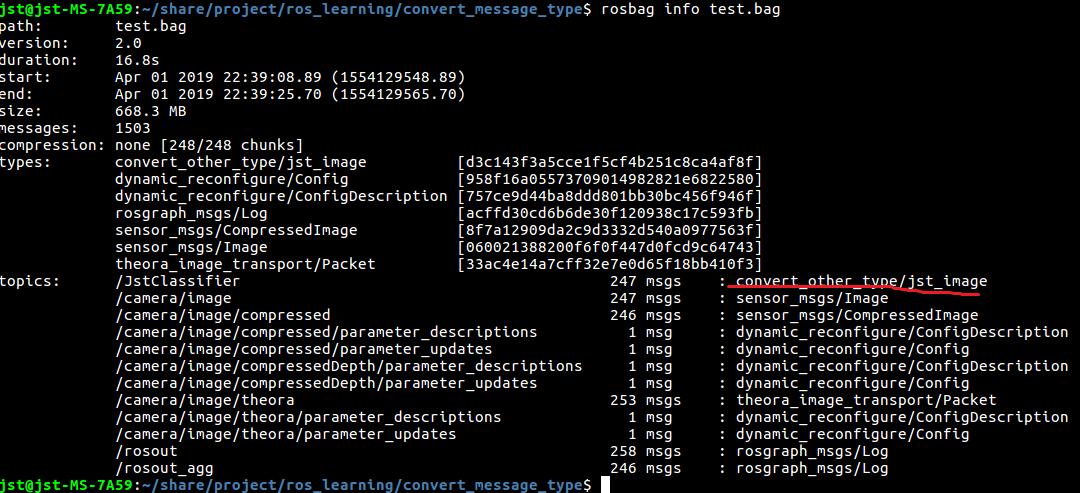 jst@jst-MS-7A59:~/share/project/ros_learning/convert_message_type$ rosbag info test.bag
path:        test.bag
version:     2.0
duration:    16.8s
start:       Apr 01 2019 22:39:08.89 (1554129548.89)
end:         Apr 01 2019 22:39:25.70 (1554129565.70)
size:        668.3 MB
messages:    1503
compression: none [248/248 chunks]
types:       convert_other_type/jst_image          [d3c143f3a5cce1f5cf4b251c8ca4af8f]
             dynamic_reconfigure/Config            [958f16a05573709014982821e6822580]
             dynamic_reconfigure/ConfigDescription [757ce9d44ba8ddd801bb30bc456f946f]
             rosgraph_msgs/Log                     [acffd30cd6b6de30f120938c17c593fb]
             sensor_msgs/CompressedImage           [8f7a12909da2c9d3332d540a0977563f]
             sensor_msgs/Image                     [060021388200f6f0f447d0fcd9c64743]
             theora_image_transport/Packet         [33ac4e14a7cff32e7e0d65f18bb410f3]
topics:      /JstClassifier                                         247 msgs    : convert_other_type/jst_image
             /camera/image                                          247 msgs    : sensor_msgs/Image
             /camera/image/compressed                               246 msgs    : sensor_msgs/CompressedImage
             /camera/image/compressed/parameter_descriptions          1 msg     : dynamic_reconfigure/ConfigDescription
             /camera/image/compressed/parameter_updates               1 msg     : dynamic_reconfigure/Config
             /camera/image/compressedDepth/parameter_descriptions     1 msg     : dynamic_reconfigure/ConfigDescription
             /camera/image/compressedDepth/parameter_updates          1 msg     : dynamic_reconfigure/Config
             /camera/image/theora                                   253 msgs    : theora_image_transport/Packet
             /camera/image/theora/parameter_descriptions              1 msg     : dynamic_reconfigure/ConfigDescription
             /camera/image/theora/parameter_updates                   1 msg     : dynamic_reconfigure/Config
             /rosout                                                258 msgs    : rosgraph_msgs/Log
             /rosout_agg                                            246 msgs    : rosgraph_msgs/Log
jst@jst-MS-7A59:~/share/project/ros_learning/convert_message_type$